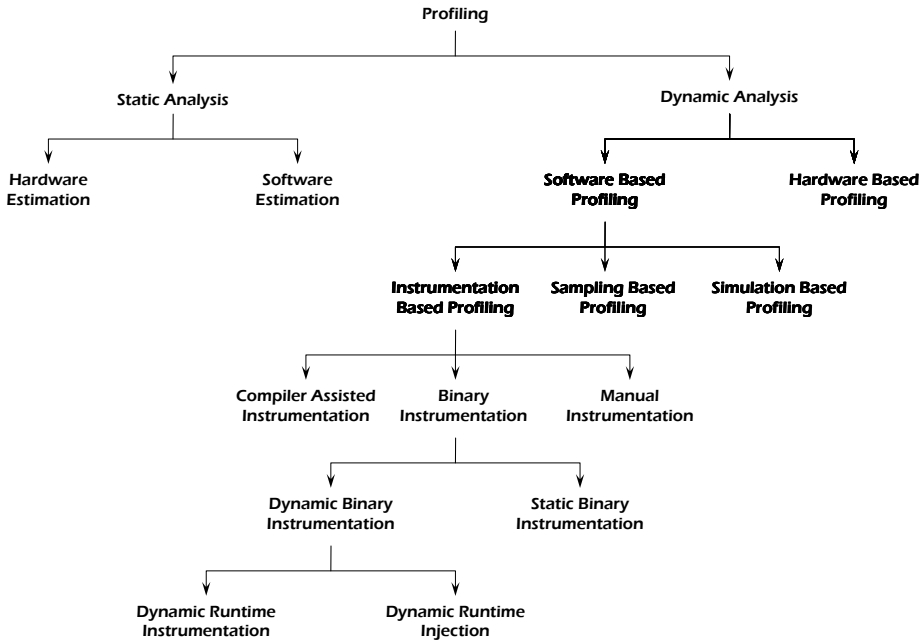 Profiling
Static Analysis
Dynamic Analysis
Hardware
Estimation
Software
Estimation
Software Based
Profiling
Hardware Based
Profiling
Instrumentation
Based Profiling
Sampling Based
Profiling
Simulation Based
Profiling
Compiler Assisted
Instrumentation
Binary
Instrumentation
Manual
Instrumentation
Dynamic Binary
Instrumentation
Static Binary
Instrumentation
Dynamic Runtime
Instrumentation
Dynamic Runtime
Injection